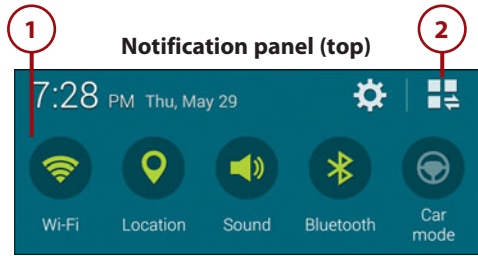 1
2
Notification panel (top)
7:28 PM Thu, May 29
Wi-Fi Location Sound Bluetooth Car
mode